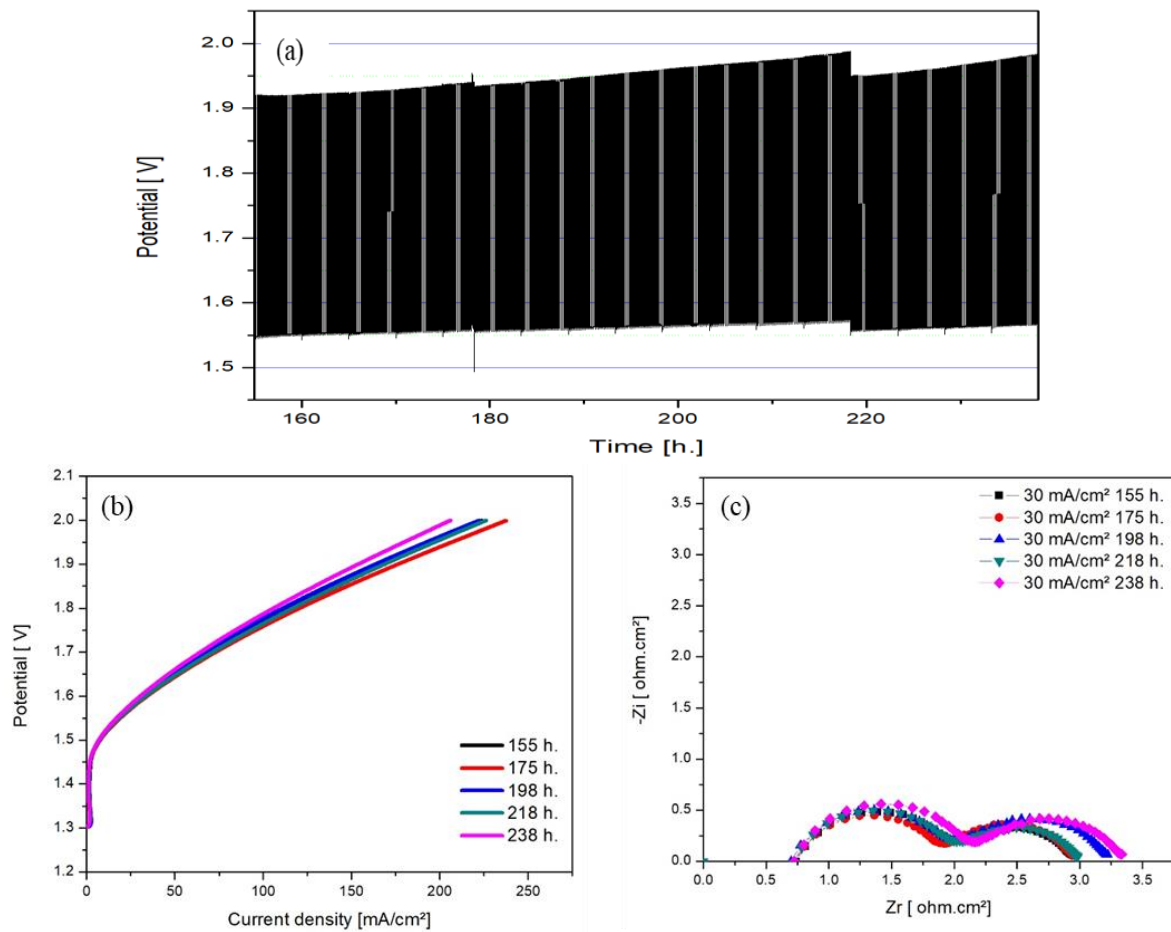 (a)
2.0
1.9
1.8
1.7
1.6
1.5
Potential [ V]
160 180 200 220
Time [h.]
(b)
2.1
2.0
1.9
1.8
1.7
1.6
1.5
1.4
1.3
1.2
Potential [ V]
155 h.
175 h.
198 h.
218 h.
238 h.
0 50 100 150 200 250
Current density [mA/cm²]
(c)
3.5
3.0
2.5
2.0
1.5
1.0
0.5
0.0
-Zi [ ohm.cm²]
30 mA/cm² 155 h.
30 mA/cm² 175 h.
30 mA/cm² 198 h.
30 mA/cm² 218 h.
30 mA/cm² 238 h.
0.0 0.5 1.0 1.5 2.0 2.5 3.0 3.5
Zr [ ohm.cm²]